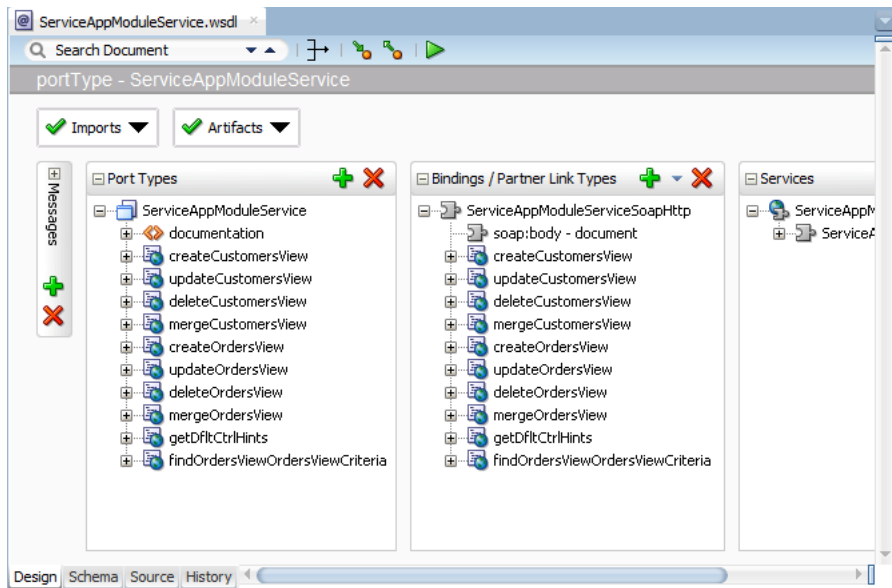 ServiceAppModuleService.wsdl
Search Document
portType - ServiceAppModuleService
Imports
Artifacts
Messages
Port Types
ServiceAppModuleService
documentation
createCustomersView
updateCustomersView
deleteCustomersView
mergeCustomersView
createOrdersView
updateOrdersView
deleteOrdersView
mergeOrdersView
getDfltCtrlHints
findOrdersViewOrdersViewCriteria
Bindings / Partner Link Types
ServiceAppModuleServiceSoapHttp
soap:body - document
createCustomersView
updateCustomersView
deleteCustomersView
mergeCustomersView
createOrdersView
updateOrdersView
deleteOrdersView
mergeOrdersView
getDfltCtrlHints
findOrdersViewOrdersViewCriteria
Services
ServiceAppM
ServiceA
Design Schema Source History